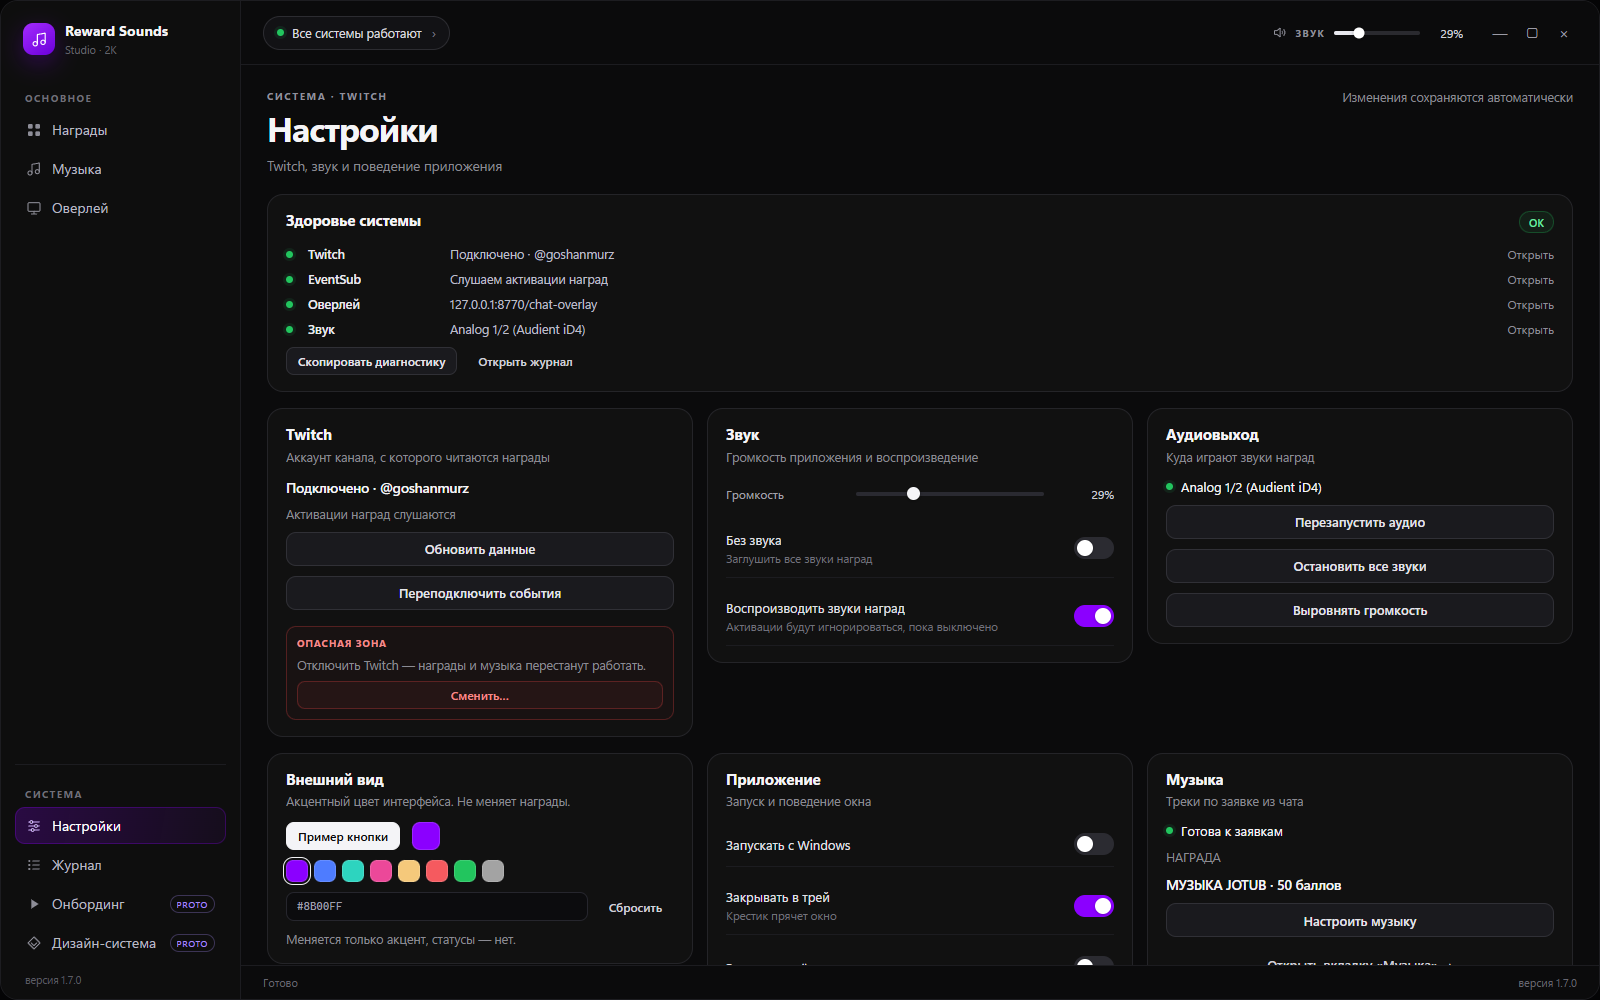 Reward Sounds
Studio · 2K
ОСНОВНОЕ
Награды
Музыка
Оверлей
СИСТЕМА
Настройки
Журнал
Онбординг PROTO
Дизайн-система PROTO
версия 1.7.0
Все системы работают ›
ЗВУК 29%
СИСТЕМА · TWITCH
Изменения сохраняются автоматически
Настройки
Twitch, звук и поведение приложения
Здоровье системы
OK
Twitch Подключено · @goshanmurz Открыть
EventSub Слушаем активации наград Открыть
Оверлей 127.0.0.1:8770/chat-overlay Открыть
Звук Analog 1/2 (Audient iD4) Открыть
Скопировать диагностику Открыть журнал
Twitch
Аккаунт канала, с которого читаются награды
Подключено · @goshanmurz
Активации наград слушаются
Обновить данные
Переподключить события
ОПАСНАЯ ЗОНА
Отключить Twitch — награды и музыка перестанут работать.
Сменить...
Звук
Громкость приложения и воспроизведение
Громкость 29%
Без звука
Заглушить все звуки наград
Воспроизводить звуки наград
Активации будут игнорироваться, пока выключено
Аудиовыход
Куда играют звуки наград
Analog 1/2 (Audient iD4)
Перезапустить аудио
Остановить все звуки
Выровнять громкость
Внешний вид
Акцентный цвет интерфейса. Не меняет награды.
Пример кнопки
#8B00FF
Сбросить
Меняется только акцент, статусы — нет.
Приложение
Запуск и поведение окна
Запускать с Windows
Закрывать в трей
Крестик прячет окно
Музыка
Треки по заявке из чата
Готова к заявкам
НАГРАДА
МУЗЫКА JOTUB · 50 баллов
Настроить музыку
Открыть вкладку «Музыка»
Готово
версия 1.7.0